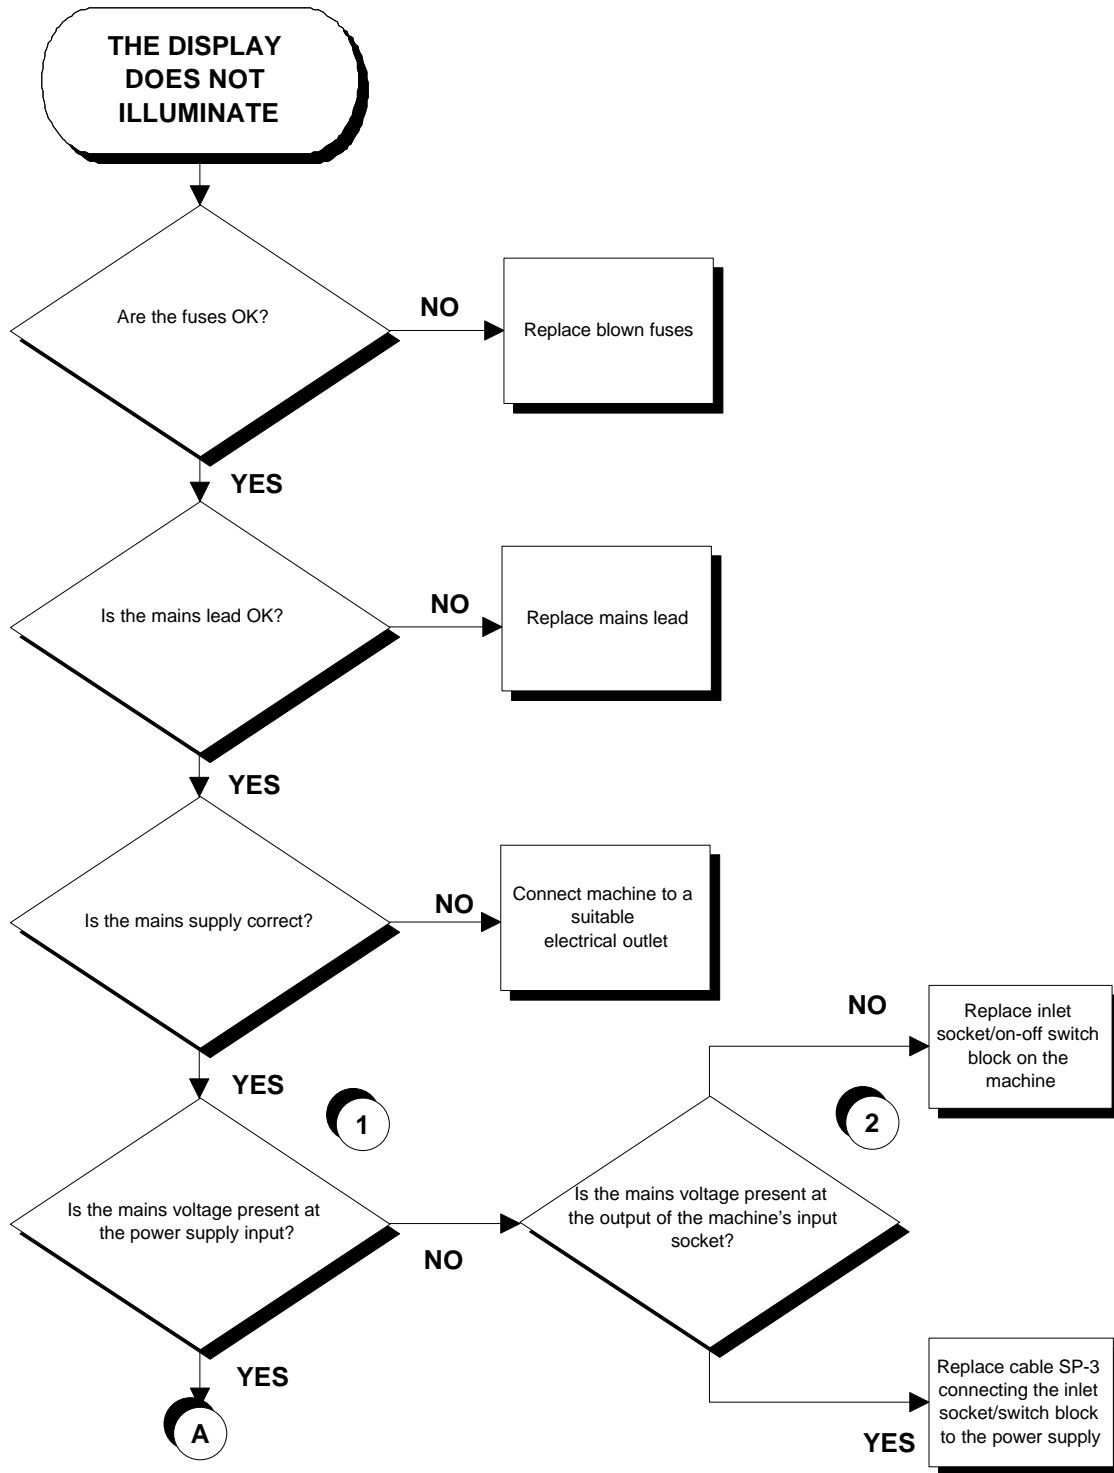 THE DISPLAY
DOES NOT
ILLUMINATE
Are the fuses OK?
NO
Replace blown fuses
YES
Is the mains lead OK?
NO
Replace mains lead
YES
Is the mains supply correct?
NO
Connect machine to a
suitable
electrical outlet
YES
1
Is the mains voltage present at
the power supply input?
NO
YES
A
2
Is the mains voltage present at
the output of the machine's input
socket?
NO
Replace inlet
socket/on-off switch
block on the
machine
YES
Replace cable SP-3
connecting the inlet
socket/switch block
to the power supply